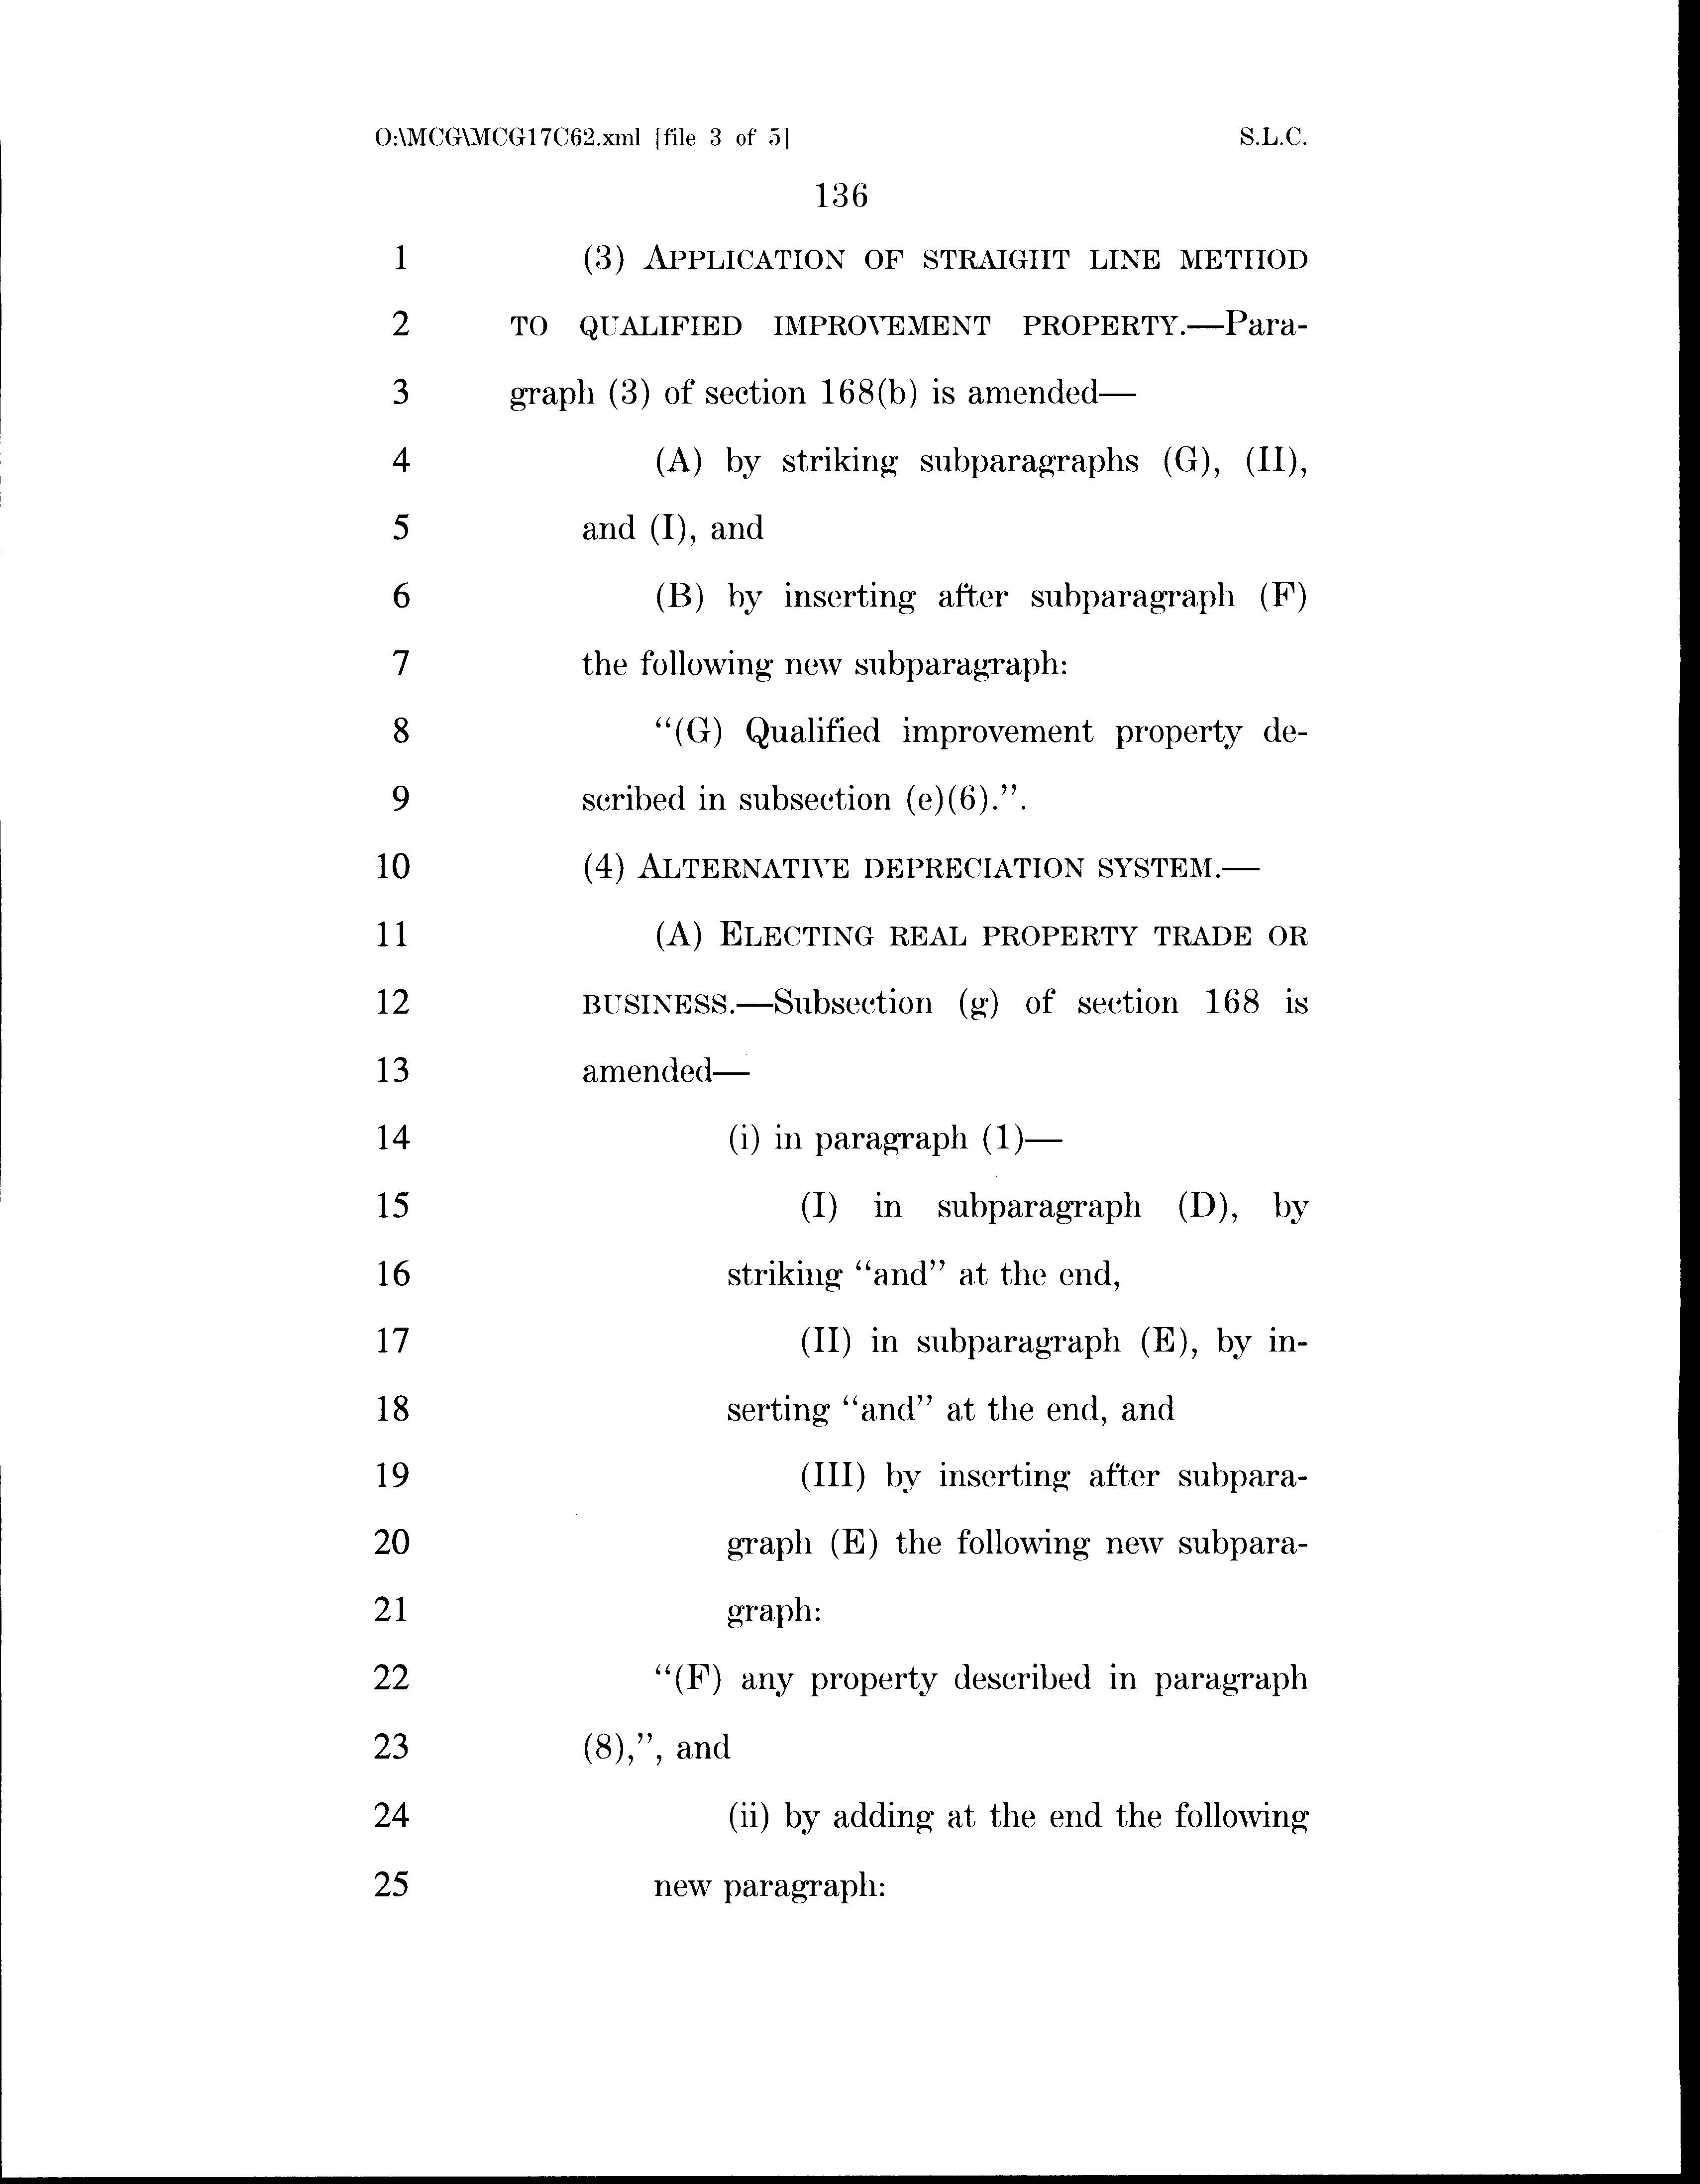 O:\MCG\MCG17C62.xml [file 3 of 5] S.L.C.
136
1 (3) APPLICATION OF STRAIGHT LINE METHOD
2 TO QUALIFIED IMPROVEMENT PROPERTY.—Para-
3 graph (3) of section 168(b) is amended—
4 (A) by striking subparagraphs (G), (H),
5 and (I), and
6 (B) by inserting after subparagraph (F)
7 the following new subparagraph:
8 “(G) Qualified improvement property de-
9 scribed in subsection (e)(6).”.
10 (4) ALTERNATIVE DEPRECIATION SYSTEM.—
11 (A) ELECTING REAL PROPERTY TRADE OR
12 BUSINESS.—Subsection (g) of section 168 is
13 amended—
14 (i) in paragraph (1)—
15 (I) in subparagraph (D), by
16 striking “and” at the end,
17 (II) in subparagraph (E), by in-
18 serting “and” at the end, and
19 (III) by inserting after subpara-
20 graph (E) the following new subpara-
21 graph:
22 “(F) any property described in paragraph
23 (8),”, and
24 (ii) by adding at the end the following
25 new paragraph: